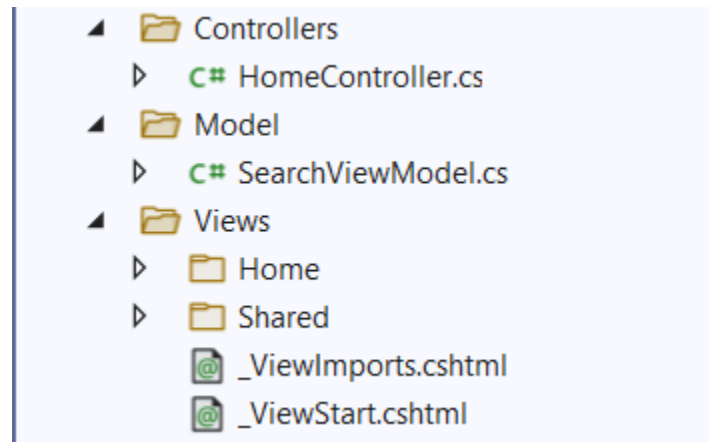 Controllers
C# HomeController.cs
Model
C# SearchViewModel.cs
Views
Home
Shared
@ _ViewImports.cshtml
@ _ViewStart.cshtml